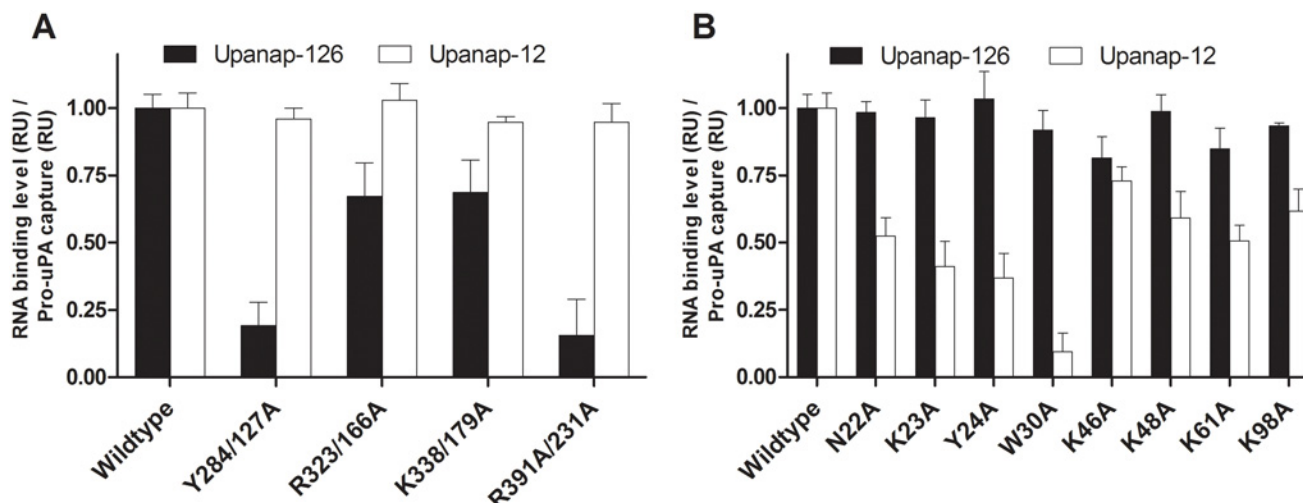 A
Upanap-126 Upanap-12
RNA binding level (RU) /
Pro-uPA capture (RU)
1.00
0.75
0.50
0.25
0.00
Wildtype
Y284/127A
R323/166A
K338/179A
R391A/231A
B
Upanap-126 Upanap-12
RNA binding level (RU) /
Pro-uPA capture (RU)
1.00
0.75
0.50
0.25
0.00
Wildtype
N22A
K23A
Y24A
W30A
K46A
K48A
K61A
K98A